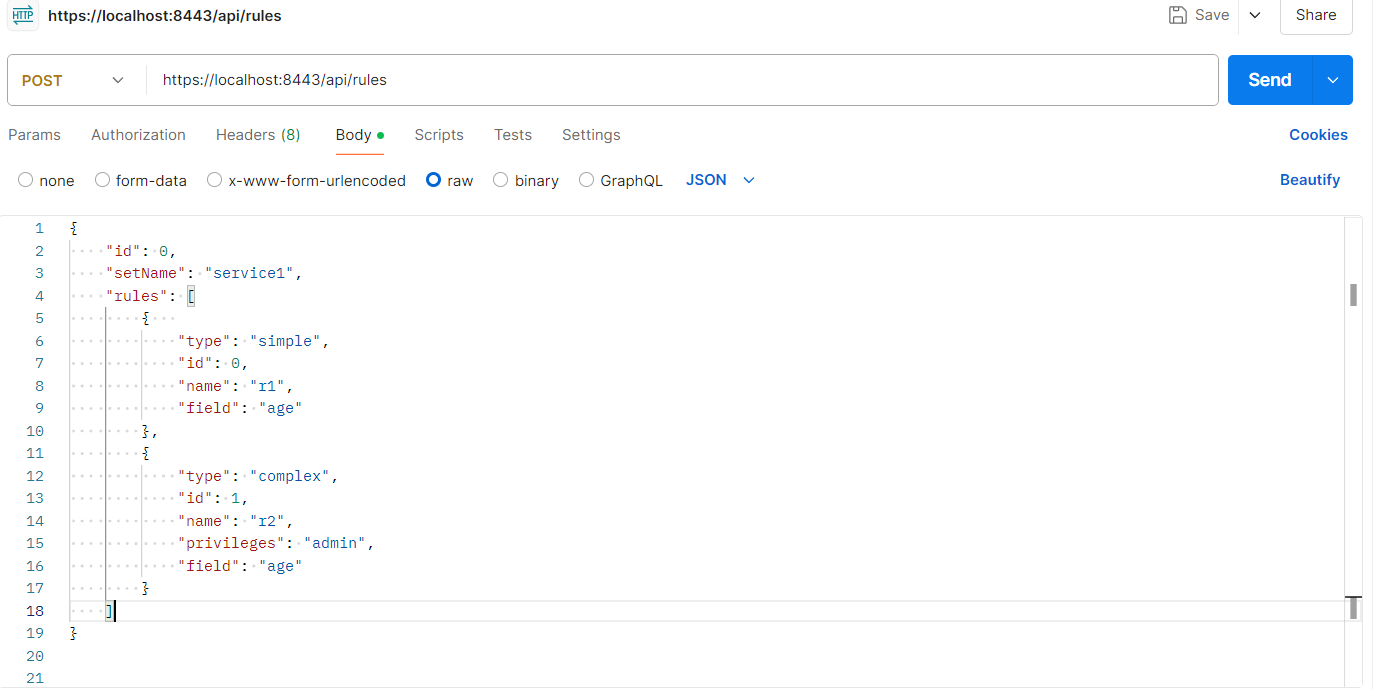 HTTP https://localhost:8443/api/rules Save Share
POST https://localhost:8443/api/rules Send
Params Authorization Headers (8) Body Scripts Tests Settings Cookies
none form-data x-www-form-urlencoded raw binary GraphQL JSON Beautify
1 {
2 "id": 0,
3 "setName": "service1",
4 "rules": [
5 {
6 "type": "simple",
7 "id": 0,
8 "name": "r1",
9 "field": "age"
10 },
11 {
12 "type": "complex",
13 "id": 1,
14 "name": "r2",
15 "privileges": "admin",
16 "field": "age"
17 }
18 ]
19 }
20
21